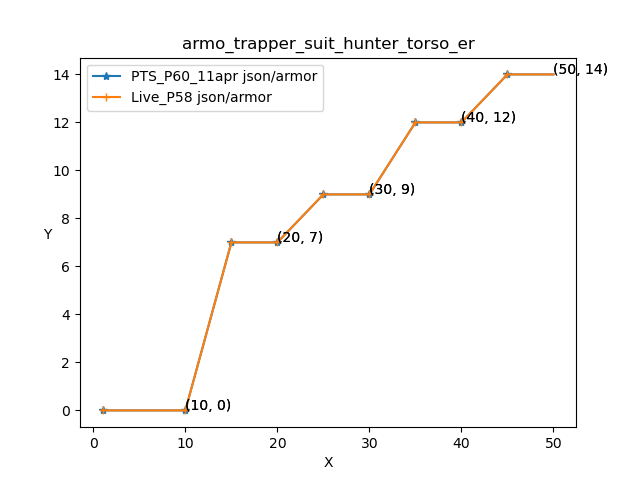 armo_trapper_suit_hunter_torso_er
PTS_P60_11apr json/armor
Live_P58 json/armor
(50, 14)
(40, 12)
(30, 9)
(20, 7)
(10, 0)
14
12
10
8
6
4
2
0
Y
0 10 20 30 40 50
X